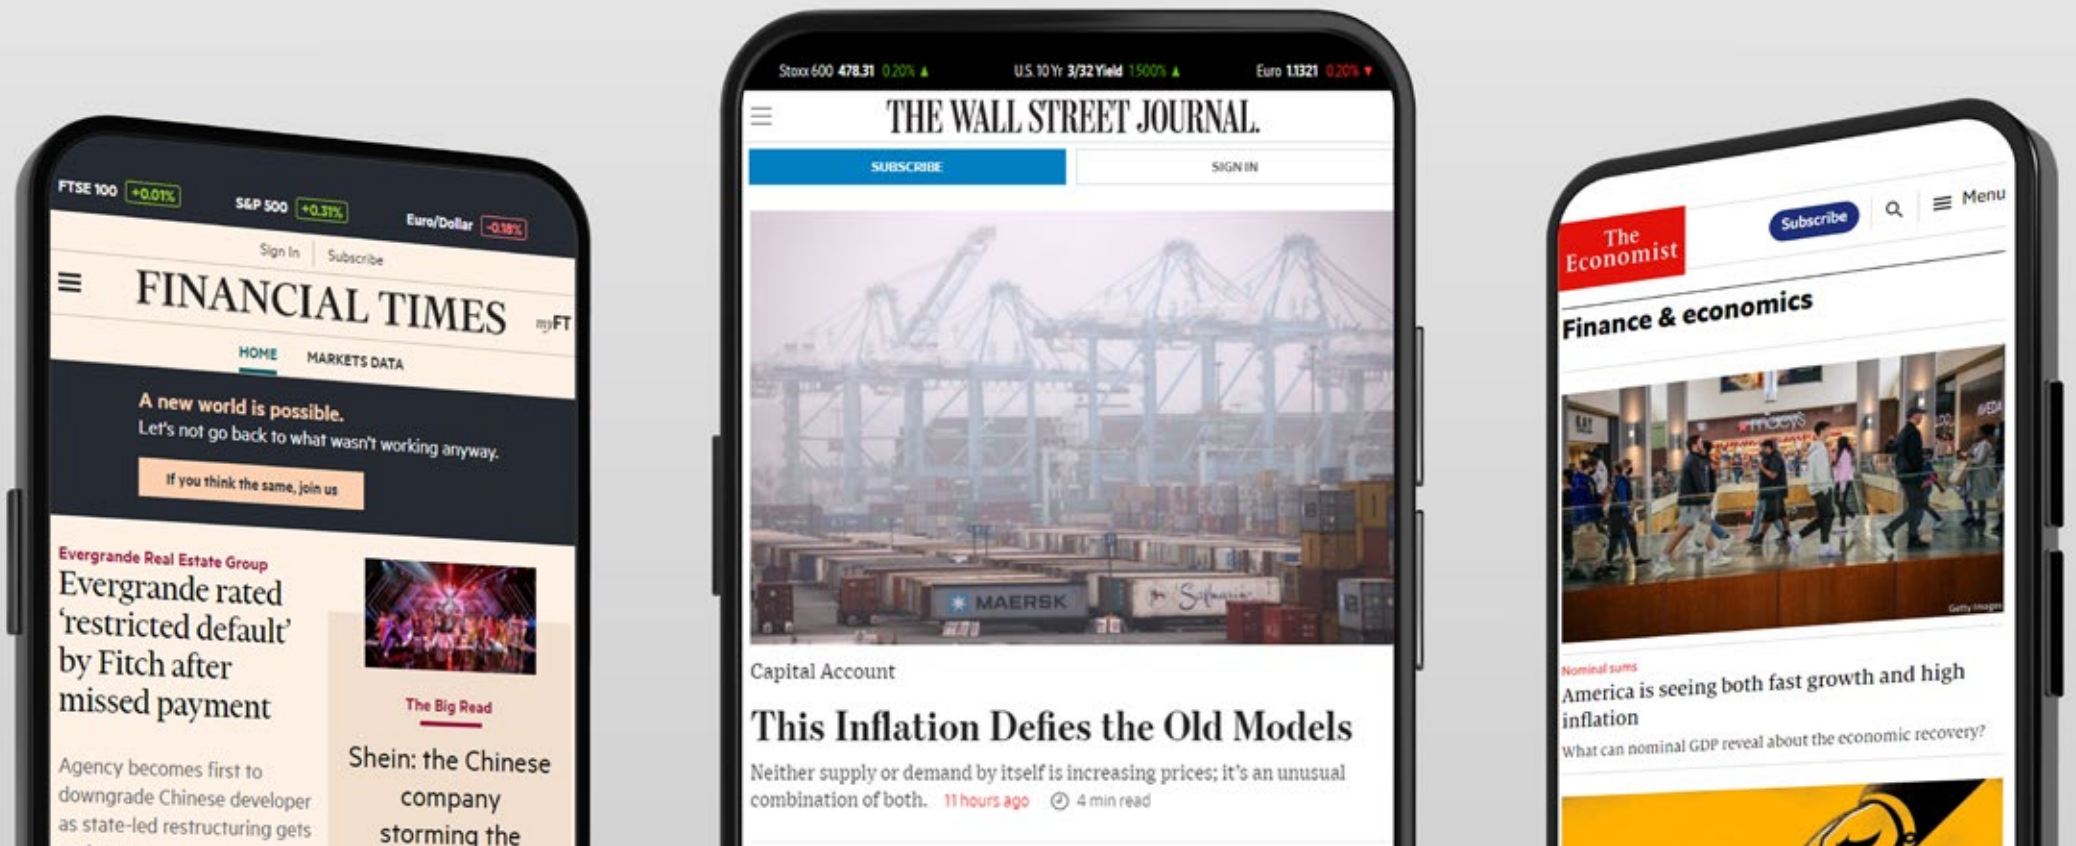 FTSE 100 +0.01%
S&P 500 +0.31%
Euro/Dollar -0.18%
Sign In Subscribe
FINANCIAL TIMES
myFT
HOME MARKETS DATA
A new world is possible.
Let's not go back to what wasn't working anyway.
If you think the same, join us
Evergrande Real Estate Group
Evergrande rated
'restricted default'
by Fitch after
missed payment
Agency becomes first to
downgrade Chinese developer
as state-led restructuring gets
The Big Read
Shein: the Chinese
company
storming the
Stoxx 600 478.31 0.20% ▲ U.S. 10 Yr 3/32 Yield 1.500% ▲ Euro 1.1321 0.20% ▼
THE WALL STREET JOURNAL.
SUBSCRIBE SIGN IN
MAERSK
Safmarine
Capital Account
This Inflation Defies the Old Models
Neither supply or demand by itself is increasing prices; it's an unusual
combination of both. 11 hours ago 4 min read
The
Economist
Subscribe
Menu
Finance & economics
KAY
macy's
AVEDA
Getty Images
Nominal sums
America is seeing both fast growth and high
inflation
What can nominal GDP reveal about the economic recovery?